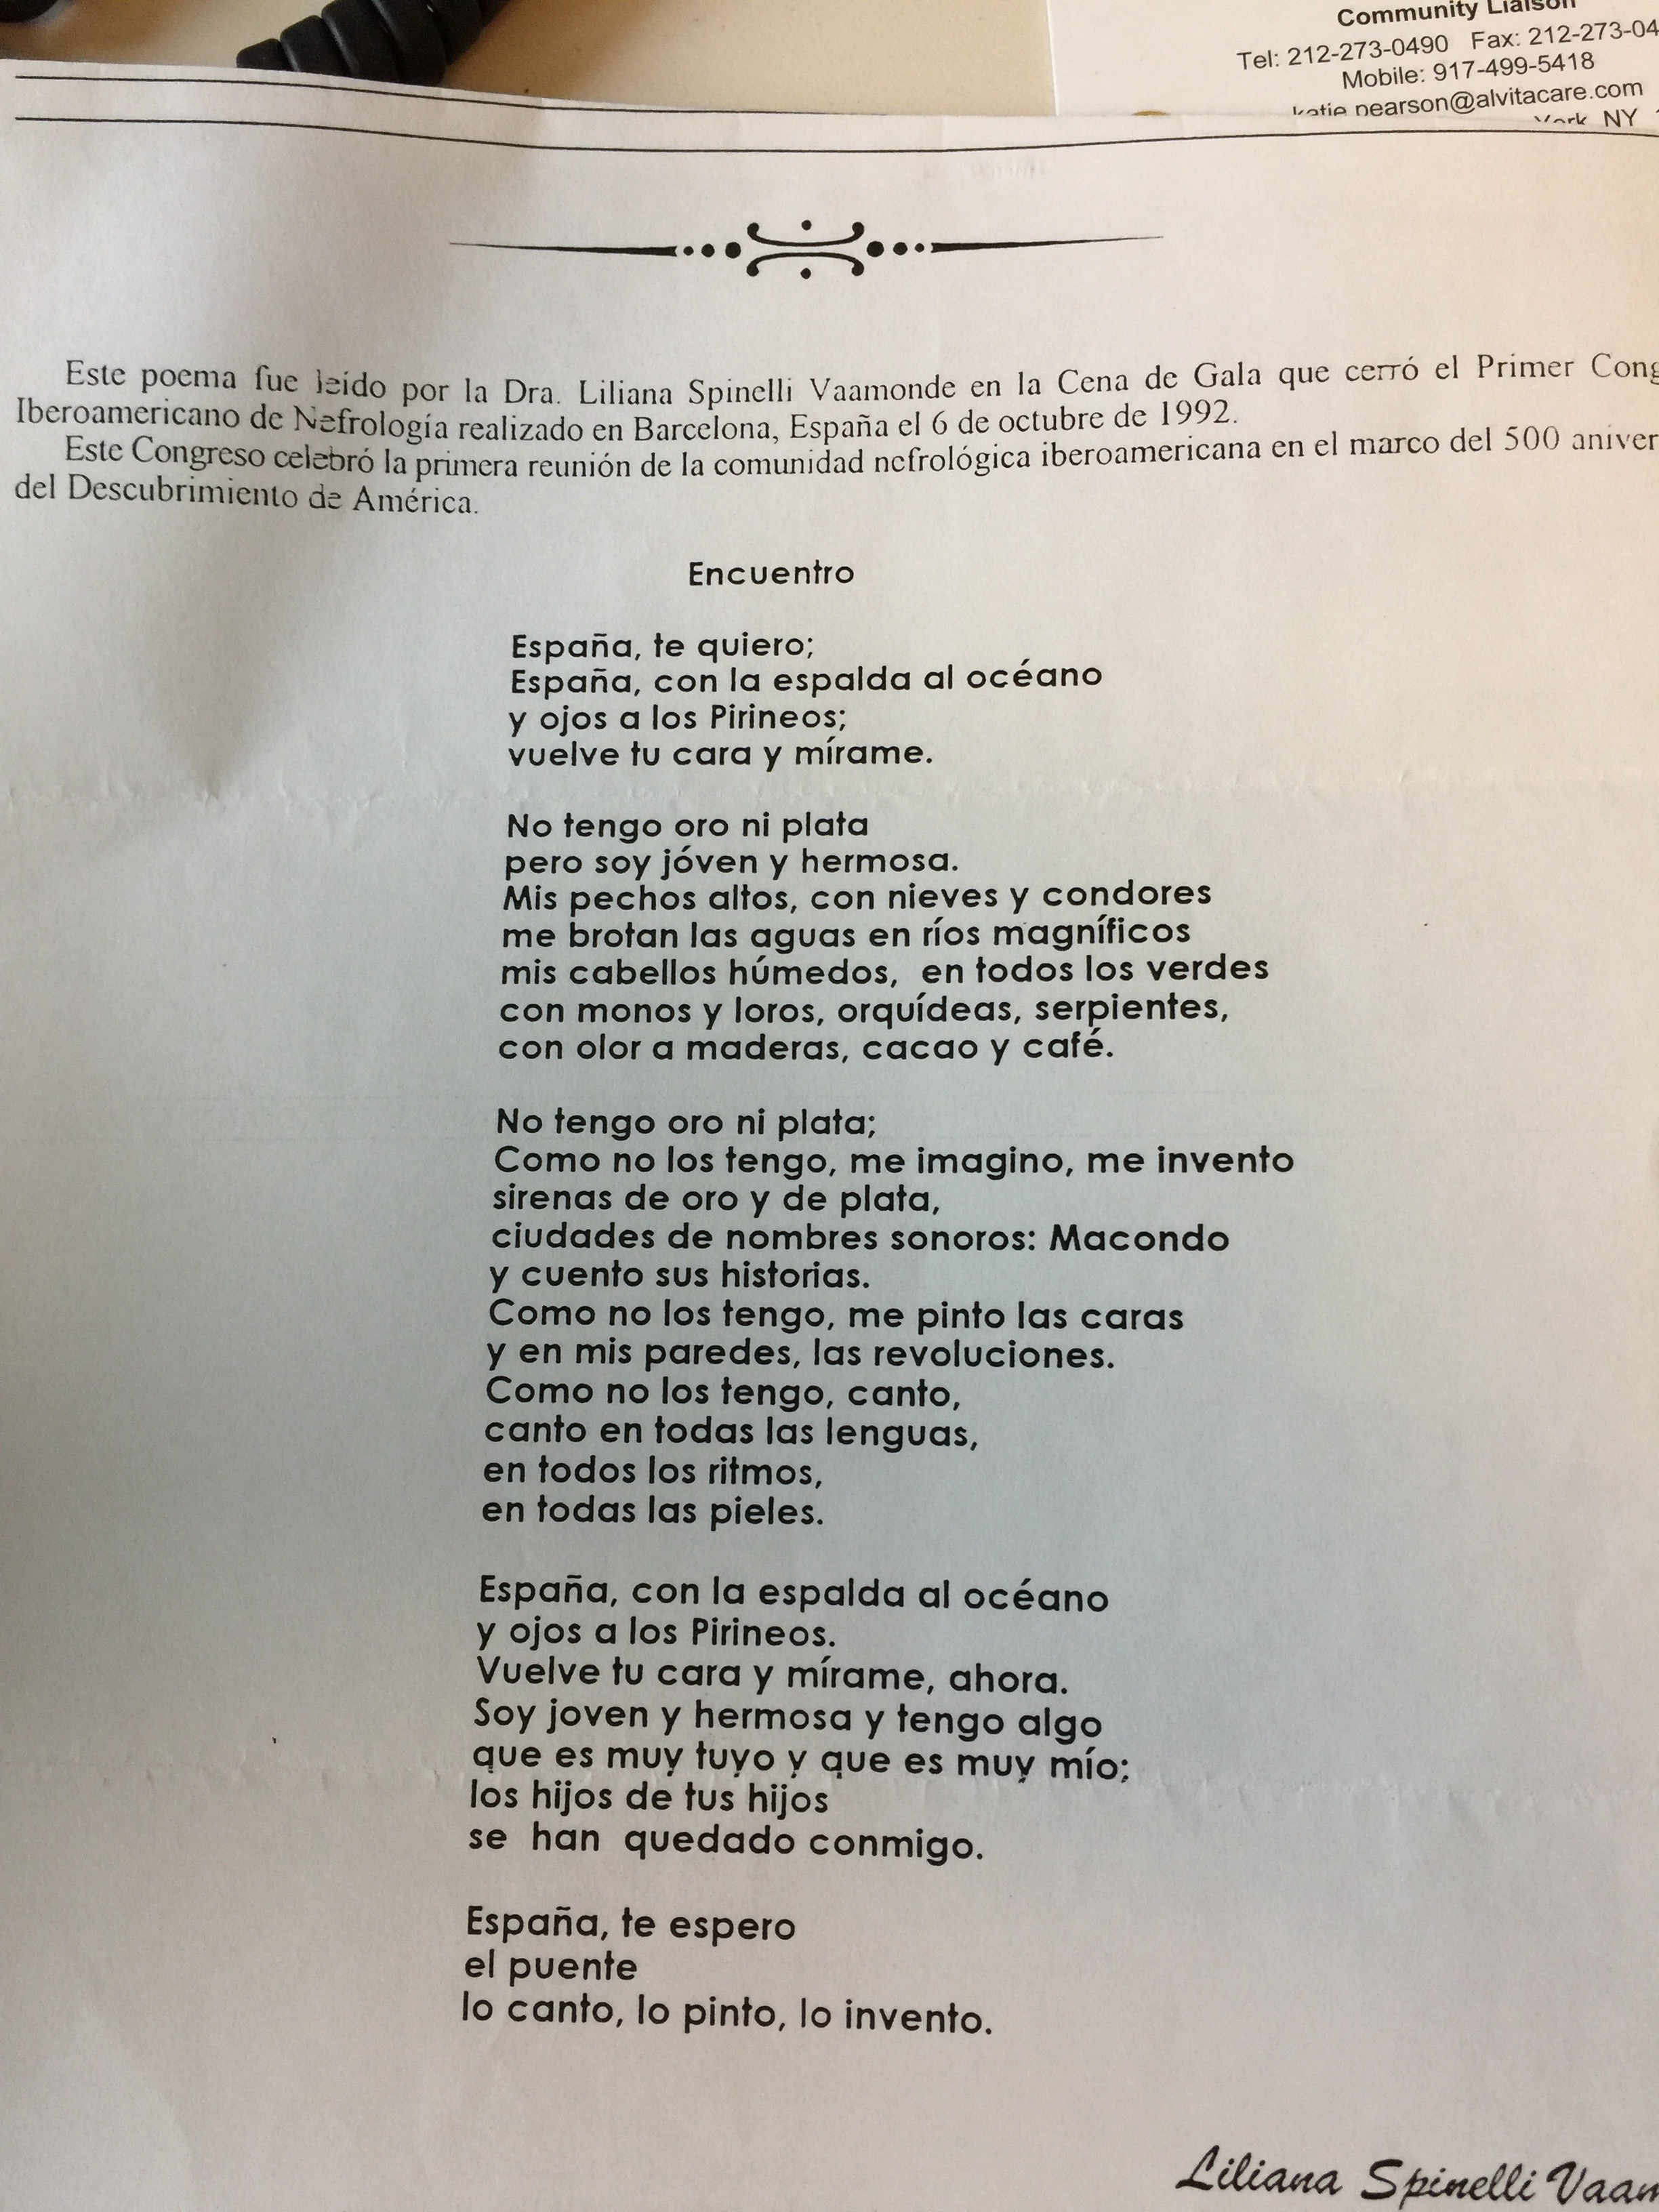 Community Liaison
Tel: 212-273-0490 Fax: 212-273-04
Mobile: 917-499-5418
katie.pearson@alvitacare.com
York, NY
Este poema fue leído por la Dra. Liliana Spinelli Vaamonde en la Cena de Gala que cerró el Primer Cong
Iberoamericano de Nefrología realizado en Barcelona, España el 6 de octubre de 1992.
Este Congreso celebró la primera reunión de la comunidad nefrológica iberoamericana en el marco del 500 aniver
del Descubrimiento de América.
Encuentro
España, te quiero;
España, con la espalda al océano
y ojos a los Pirineos;
vuelve tu cara y mírame.
No tengo oro ni plata
pero soy jóven y hermosa.
Mis pechos altos, con nieves y condores
me brotan las aguas en ríos magníficos
mis cabellos húmedos, en todos los verdes
con monos y loros, orquídeas, serpientes,
con olor a maderas, cacao y café.
No tengo oro ni plata;
Como no los tengo, me imagino, me invento
sirenas de oro y de plata,
ciudades de nombres sonoros: Macondo
y cuento sus historias.
Como no los tengo, me pinto las caras
y en mis paredes, las revoluciones.
Como no los tengo, canto,
canto en todas las lenguas,
en todos los ritmos,
en todas las pieles.
España, con la espalda al océano
y ojos a los Pirineos.
Vuelve tu cara y mírame, ahora.
Soy joven y hermosa y tengo algo
que es muy tuyo y que es muy mío;
los hijos de tus hijos
se han quedado conmigo.
España, te espero
el puente
lo canto, lo pinto, lo invento.
Liliana Spinelli Vaam